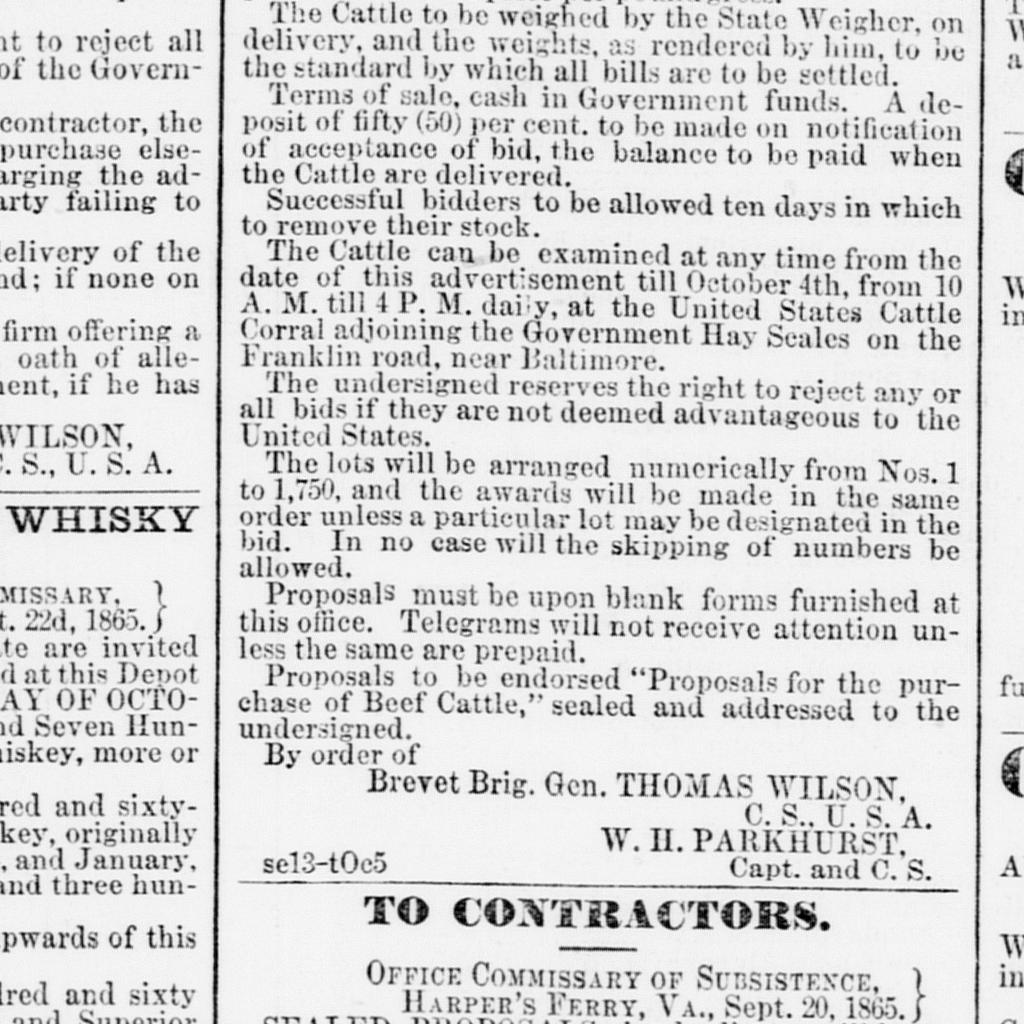 nt to reject all
of the Govern-
contractor, the
purchase else-
arging the ad-
arty failing to
delivery of the
nd; if none on
firm offering a
oath of alle-
ment, if he has
WILSON,
C. S., U. S. A.
WHISKY
MISSARY, }
t. 22d, 1865. }
te are invited
d at this Depot
AY OF OCTO-
nd Seven Hun-
hiskey, more or
red and sixty-
key, originally
, and January,
and three hun-
upwards of this
dred and sixty
and Superior
The Cattle to be weighed by the State Weigher, on
delivery, and the weights, as rendered by him, to be
the standard by which all bills are to be settled.
Terms of sale, cash in Government funds. A de-
posit of fifty (50) per cent. to be made on notification
of acceptance of bid, the balance to be paid when
the Cattle are delivered.
Successful bidders to be allowed ten days in which
to remove their stock.
The Cattle can be examined at any time from the
date of this advertisement till October 4th, from 10
A. M. till 4 P. M. daily, at the United States Cattle
Corral adjoining the Government Hay Scales on the
Franklin road, near Baltimore.
The undersigned reserves the right to reject any or
all bids if they are not deemed advantageous to the
United States.
The lots will be arranged numerically from Nos. 1
to 1,750, and the awards will be made in the same
order unless a particular lot may be designated in the
bid. In no case will the skipping of numbers be
allowed.
Proposals must be upon blank forms furnished at
this office. Telegrams will not receive attention un-
less the same are prepaid.
Proposals to be endorsed "Proposals for the pur-
chase of Beef Cattle," sealed and addressed to the
undersigned.
By order of
Brevet Brig. Gen. THOMAS WILSON,
C. S., U. S. A.
W. H. PARKHURST,
se13-tOc5 Capt. and C. S.
TO CONTRACTORS.
OFFICE COMMISSARY OF SUBSISTENCE, }
HARPER'S FERRY, VA., Sept. 20, 1865. }
SEALED PROPOSALS
W
a
W
in
fu
A
W
in